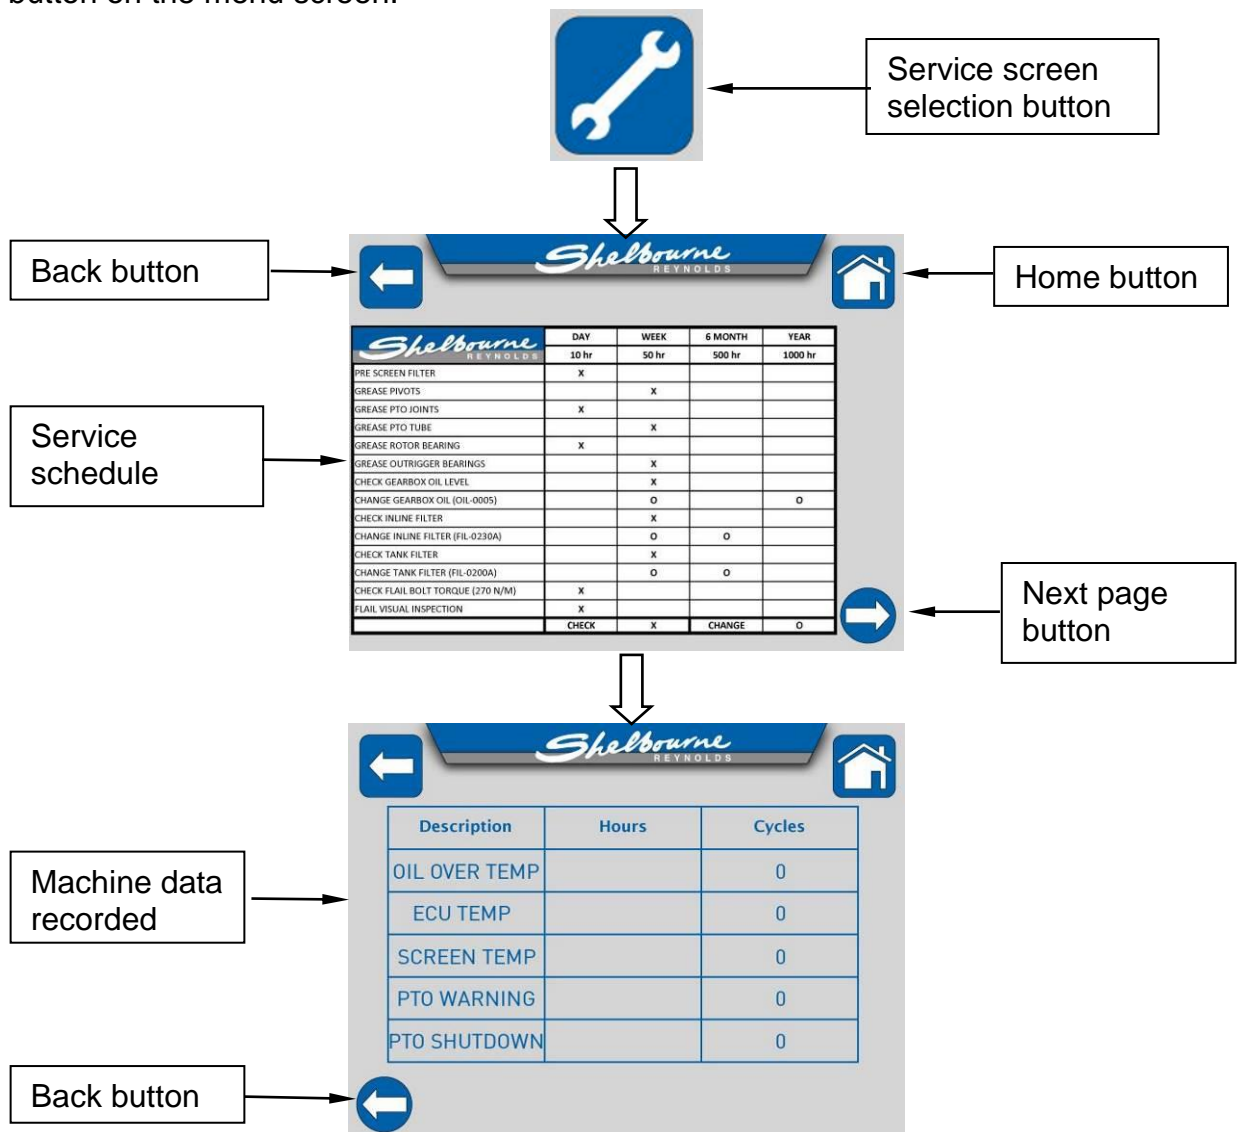 button on the menu screen.
Service screen
selection button
Back button
Shelbourne
REYNOLDS
Home button
Service
schedule
Shelbourne DAY WEEK 6 MONTH YEAR
REYNOLDS 10 hr 50 hr 500 hr 1000 hr
PRE SCREEN FILTER X
GREASE PIVOTS X
GREASE PTO JOINTS X
GREASE PTO TUBE X
GREASE ROTOR BEARING X
GREASE OUTRIGGER BEARINGS X
CHECK GEARBOX OIL LEVEL X
CHANGE GEARBOX OIL (OIL-0005) O O
CHECK INLINE FILTER X
CHANGE INLINE FILTER (FIL-0230A) O O
CHECK TANK FILTER X
CHANGE TANK FILTER (FIL-0200A) O O
CHECK FLAIL BOLT TORQUE (270 N/M) X
FLAIL VISUAL INSPECTION X
CHECK X CHANGE O
Next page
button
Shelbourne
REYNOLDS
Machine data
recorded
Description Hours Cycles
OIL OVER TEMP 0
ECU TEMP 0
SCREEN TEMP 0
PTO WARNING 0
PTO SHUTDOWN 0
Back button